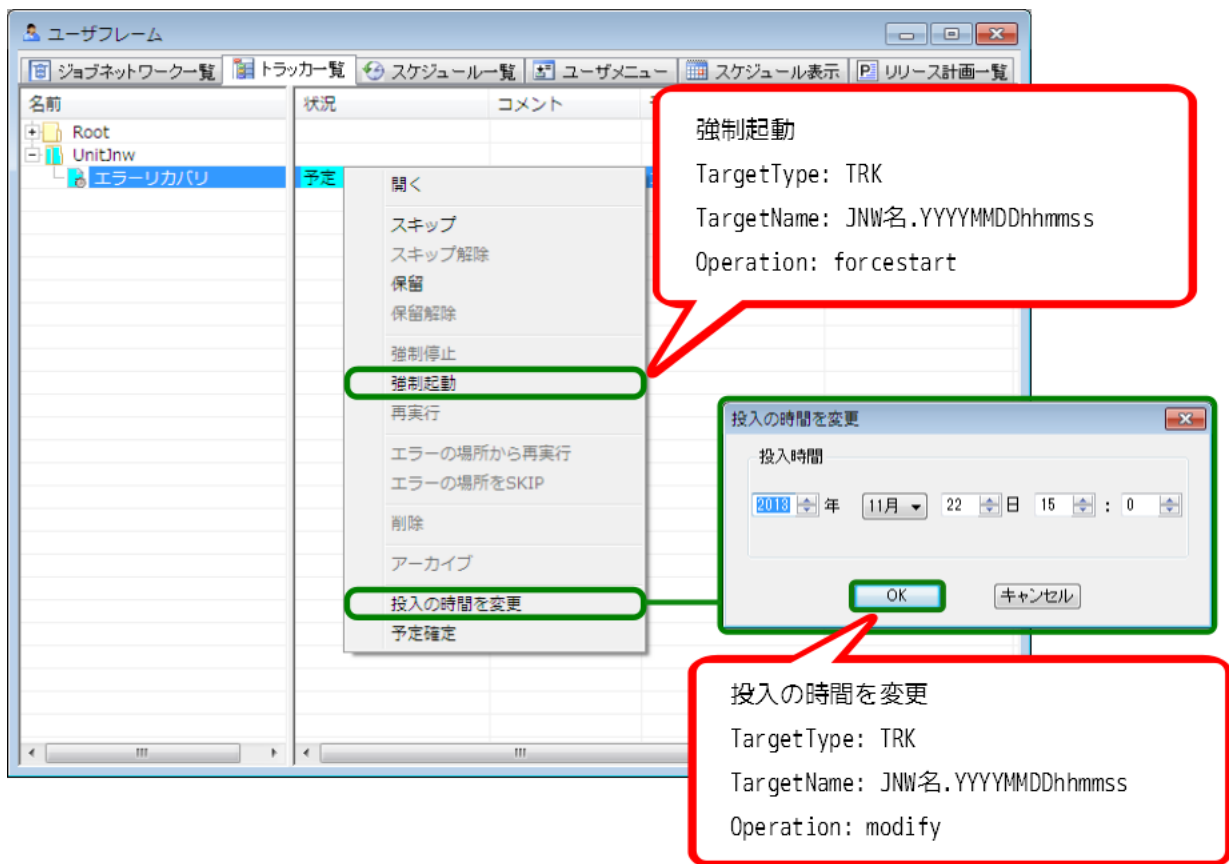 ユーザフレーム
ジョブネットワーク一覧 トラッカ一覧 スケジュール一覧 ユーザメニュー スケジュール表示 リリース計画一覧
名前 状況 コメント
Root
UnitJnw
エラーリカバリ 予定
開く
スキップ
スキップ解除
保留
保留解除
強制停止
強制起動
再実行
エラーの場所から再実行
エラーの場所をSKIP
削除
アーカイブ
投入の時間を変更
予定確定
強制起動
TargetType: TRK
TargetName: JNW名.YYYYMMDDhhmmss
Operation: forcestart
投入の時間を変更
投入時間
2013 年 11月 22 日 15 : 0
OK キャンセル
投入の時間を変更
TargetType: TRK
TargetName: JNW名.YYYYMMDDhhmmss
Operation: modify